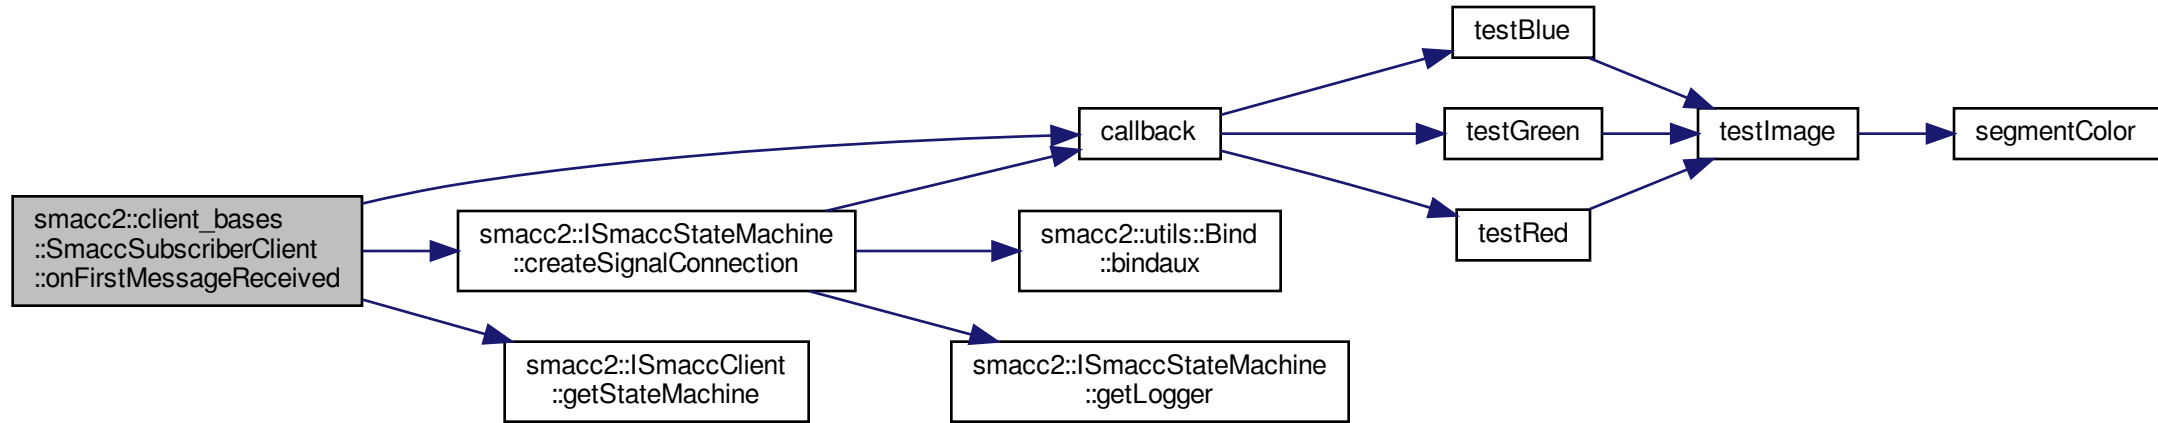 smacc2::client_bases
::SmaccSubscriberClient
::onFirstMessageReceived
smacc2::ISmaccStateMachine
::createSignalConnection
smacc2::ISmaccClient
::getStateMachine
callback
smacc2::utils::Bind
::bindaux
smacc2::ISmaccStateMachine
::getLogger
testBlue
testGreen
testRed
testImage
segmentColor